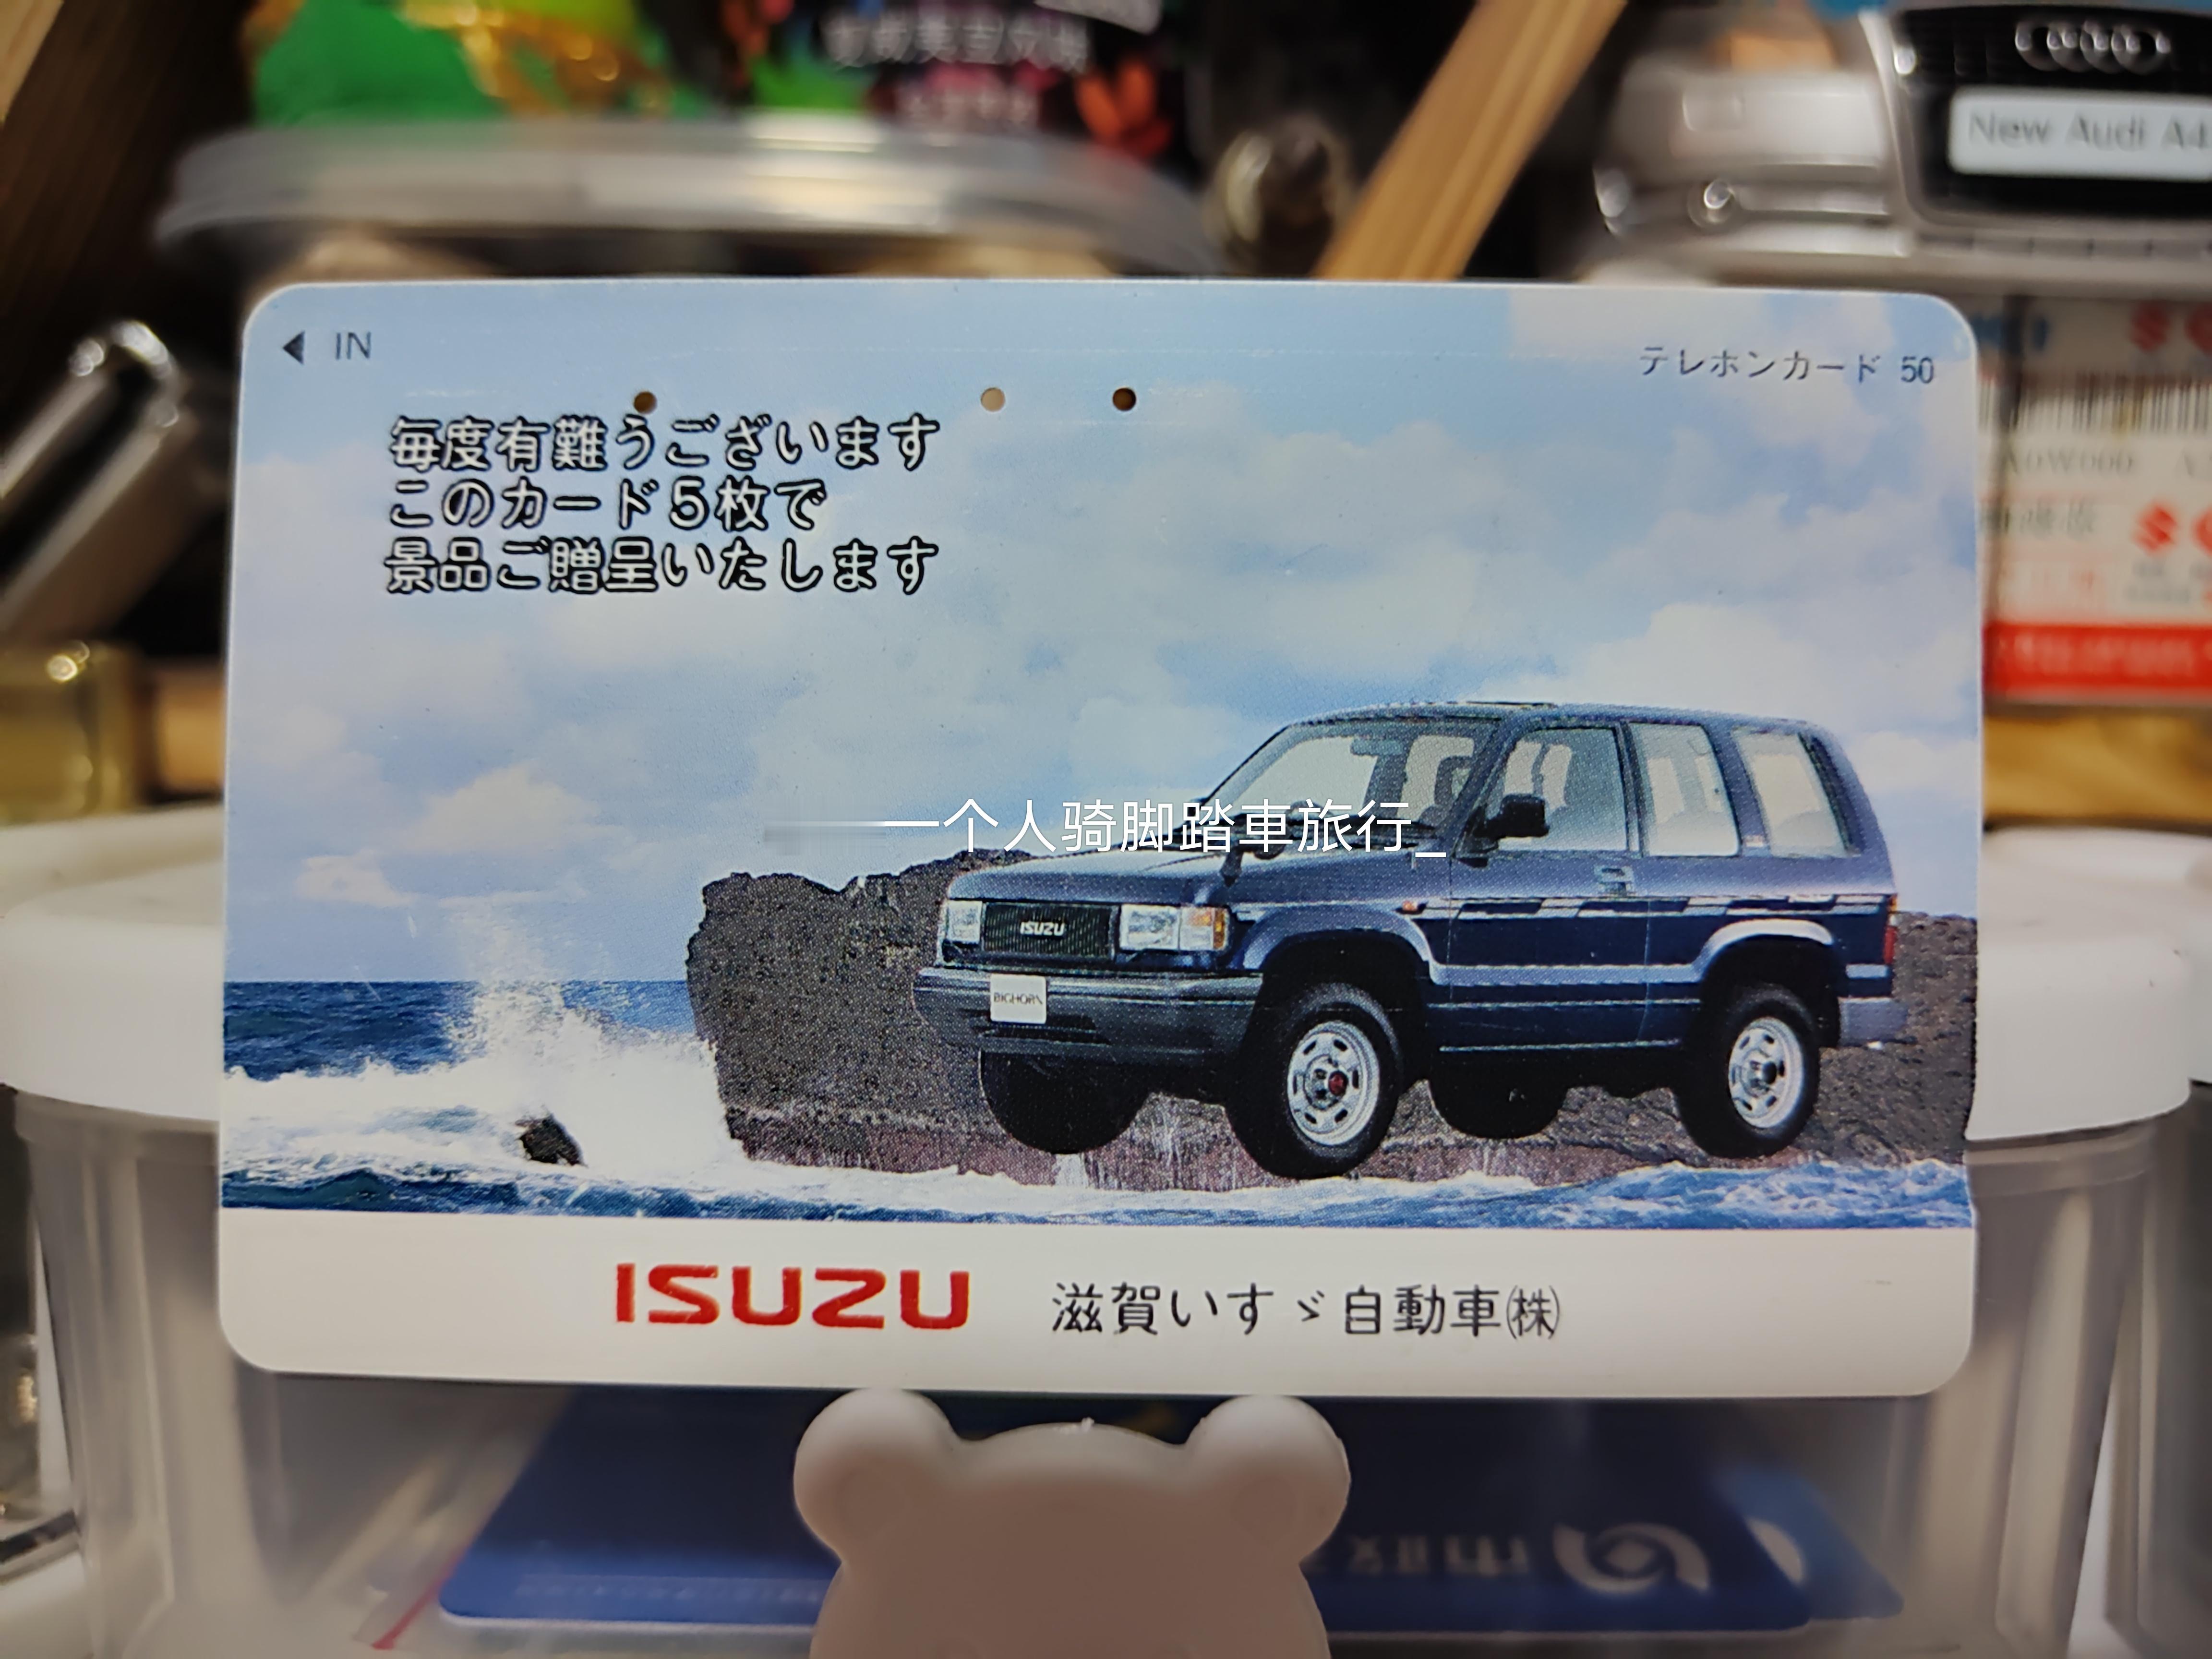 New Audi A4
◀ IN
テレホンカード 50
毎度有難うございます
このカード5枚で
景品ご贈呈いたします
一个人骑脚踏車旅行_
ISUZU
BIGHORN
ISUZU 滋賀いすゞ自動車㈱